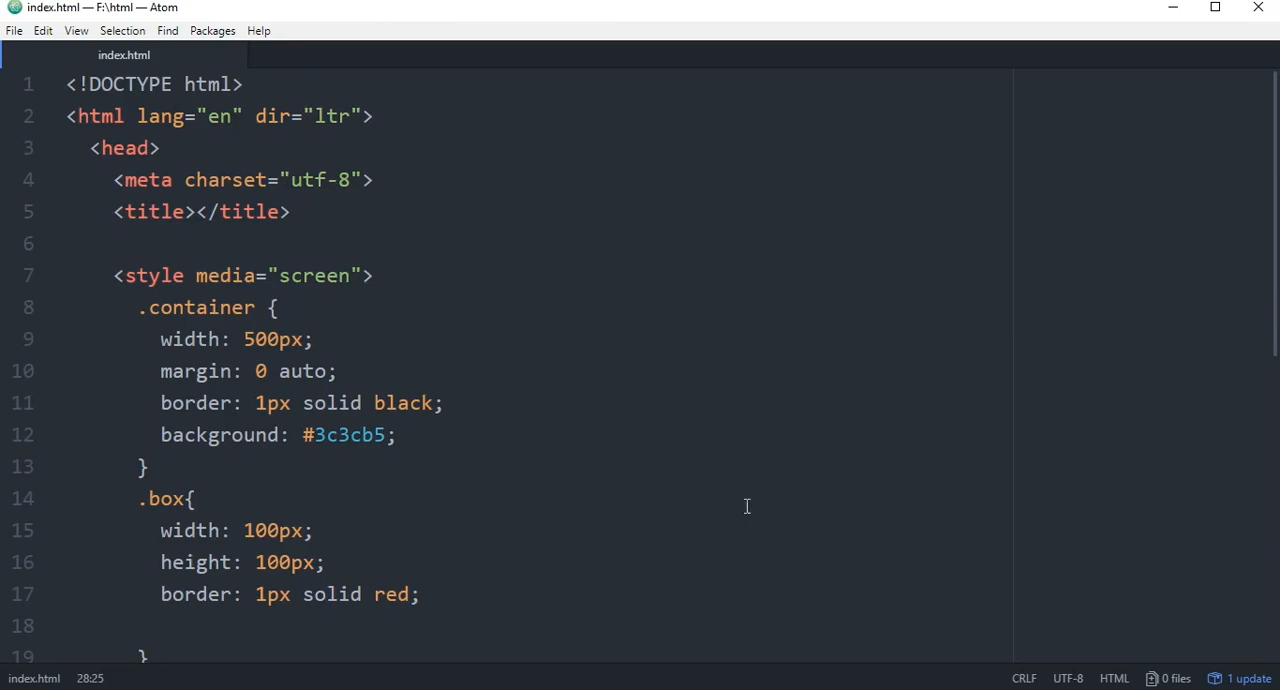 index.html — F:\html — Atom
File Edit View Selection Find Packages Help
index.html
1 <!DOCTYPE html>
2 <html lang="en" dir="ltr">
3 <head>
4 <meta charset="utf-8">
5 <title></title>
6
7 <style media="screen">
8 .container {
9 width: 500px;
10 margin: 0 auto;
11 border: 1px solid black;
12 background: #3c3cb5;
13 }
14 .box{
15 width: 100px;
16 height: 100px;
17 border: 1px solid red;
18
19 }
index.html 28:25 CRLF UTF-8 HTML 0 files 1 update